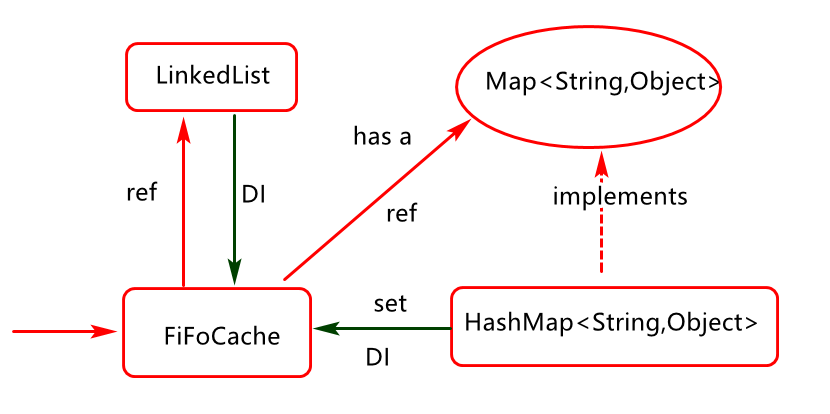 LinkedList
Map<String,Object>
has a
ref
DI
ref
implements
set
FiFoCache
HashMap<String,Object>
DI